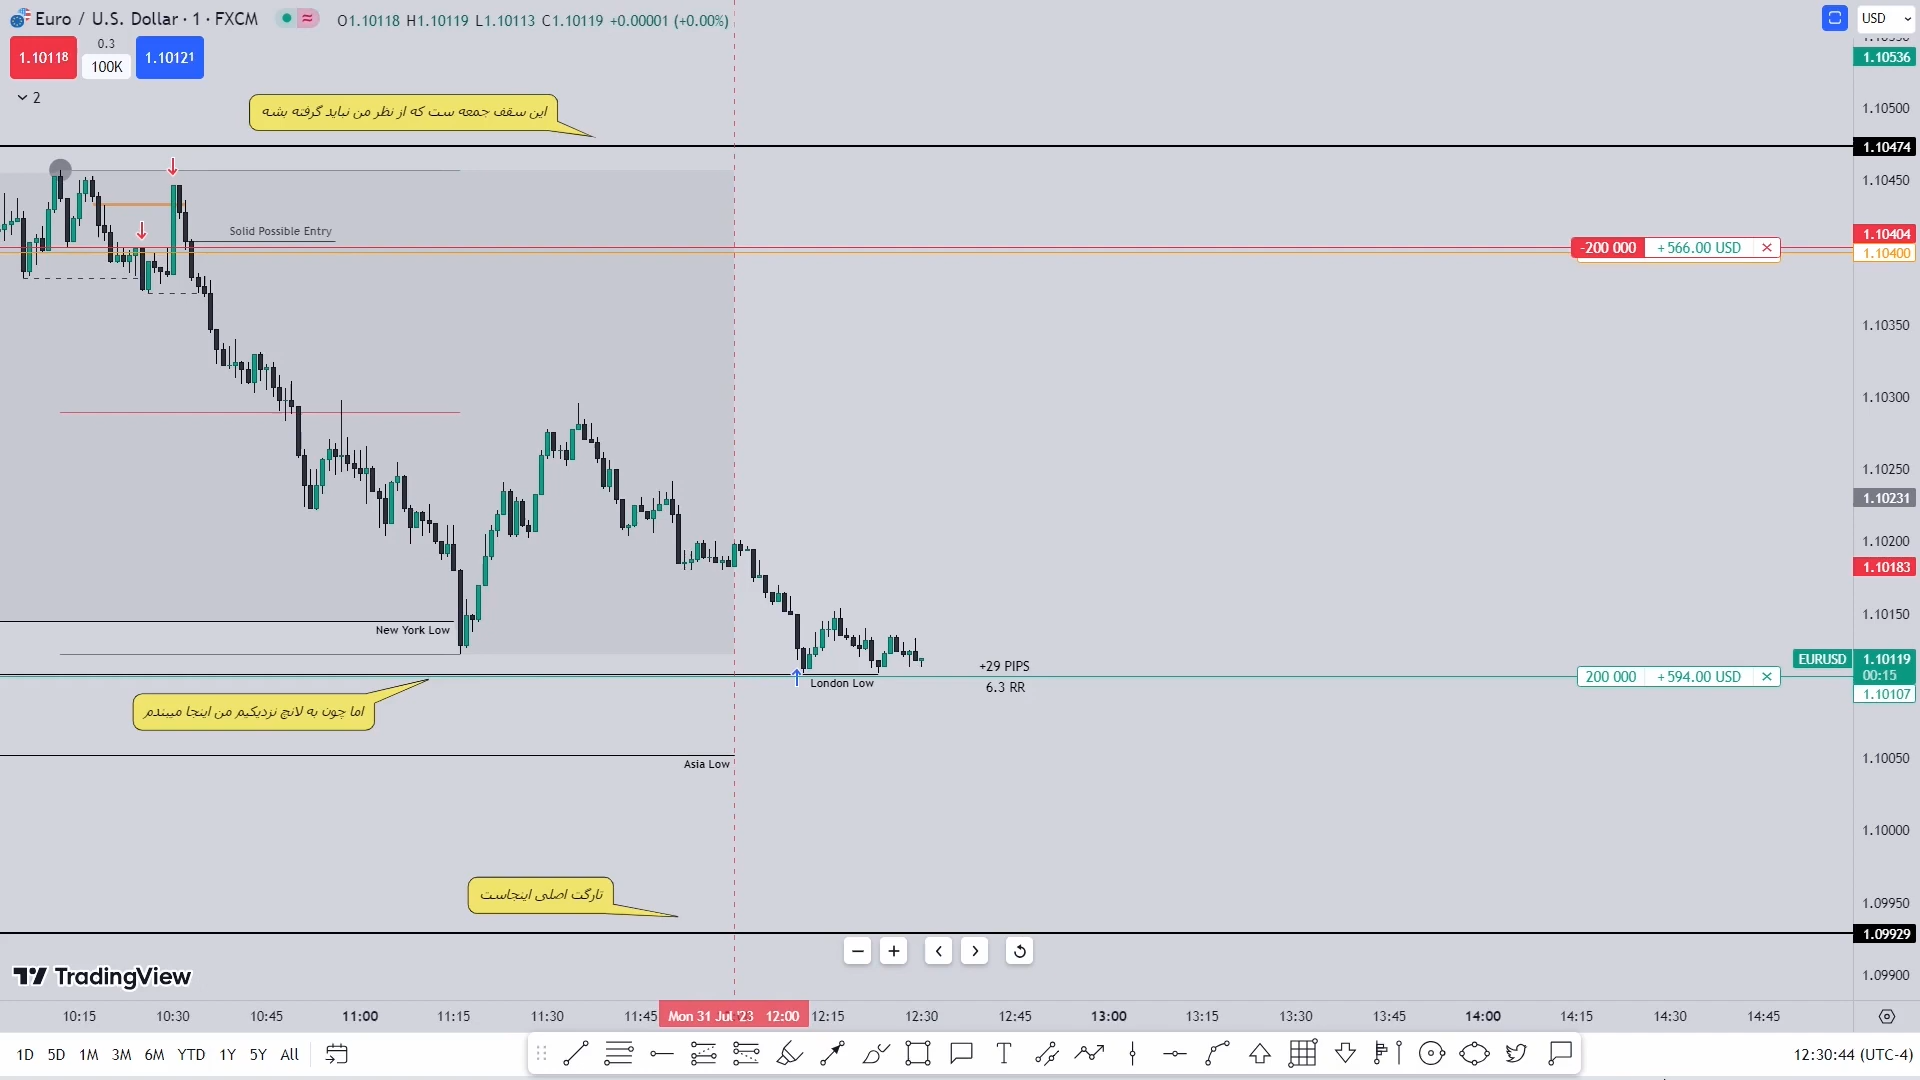 Euro / U.S. Dollar · 1 · FXCM
O1.10118 H1.10119 L1.10113 C1.10119 +0.00001 (+0.00%)
USD
1.10118
0.3
100K
1.10121
2
1.10536
این سقف جمعه ست که از نظر من نباید گرفته بشه
1.10500
1.10474
1.10450
Solid Possible Entry
1.10404
-200 000 +566.00 USD
1.10400
1.10350
1.10300
1.10250
1.10231
1.10200
1.10183
1.10150
New York Low
+29 PIPS
EURUSD 1.10119
00:15
London Low
6.3 RR
200 000 +594.00 USD
1.10107
اما چون به لانچ نزدیکیم من اینجا میبندم
1.10050
Asia Low
1.10000
تارگت اصلی اینجاست
1.09950
1.09929
TradingView
1.09900
10:15 10:30 10:45 11:00 11:15 11:30 11:45 Mon 31 Jul '23 12:00 12:15 12:30 12:45 13:00 13:15 13:30 13:45 14:00 14:15 14:30 14:45
1D 5D 1M 3M 6M YTD 1Y 5Y All
12:30:44 (UTC-4)